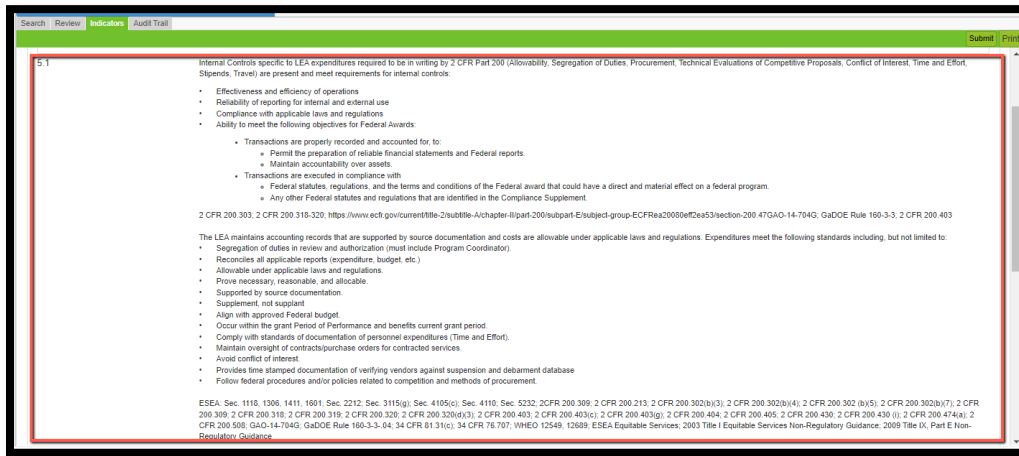 Search Review Indicators Audit Trail
Submit Print
5.1
Internal Controls specific to LEA expenditures required to be in writing by 2 CFR Part 200 (Allowability, Segregation of Duties, Procurement, Technical Evaluations of Competitive Proposals, Conflict of Interest, Time and Effort,
Stipends, Travel) are present and meet requirements for internal controls:
• Effectiveness and efficiency of operations
• Reliability of reporting for internal and external use
• Compliance with applicable laws and regulations
• Ability to meet the following objectives for Federal Awards:
• Transactions are properly recorded and accounted for, to:
o Permit the preparation of reliable financial statements and Federal reports.
o Maintain accountability over assets.
• Transactions are executed in compliance with
o Federal statutes, regulations, and the terms and conditions of the Federal award that could have a direct and material effect on a federal program.
o Any other Federal statutes and regulations that are identified in the Compliance Supplement.
2 CFR 200.303; 2 CFR 200.318-320; https://www.ecfr.gov/current/title-2/subtitle-A/chapter-II/part-200/subpart-E/subject-group-ECFRea20080eff2ea53/section-200.47GAO-14-704G; GaDOE Rule 160-3-3; 2 CFR 200.403
The LEA maintains accounting records that are supported by source documentation and costs are allowable under applicable laws and regulations. Expenditures meet the following standards including, but not limited to:
• Segregation of duties in review and authorization (must include Program Coordinator).
• Reconciles all applicable reports (expenditure, budget, etc.)
• Allowable under applicable laws and regulations.
• Prove necessary, reasonable, and allocable.
• Supported by source documentation.
• Supplement, not supplant
• Align with approved Federal budget.
• Occur within the grant Period of Performance and benefits current grant period.
• Comply with standards of documentation of personnel expenditures (Time and Effort).
• Maintain oversight of contracts/purchase orders for contracted services.
• Avoid conflict of interest.
• Provides time stamped documentation of verifying vendors against suspension and debarment database
• Follow federal procedures and/or policies related to competition and methods of procurement.
ESEA: Sec. 1118, 1306, 1411, 1601; Sec. 2212; Sec. 3115(g); Sec. 4105(c); Sec. 4110; Sec. 5232; 2CFR 200.309; 2 CFR 200.213; 2 CFR 200.302(b)(3); 2 CFR 200.302(b)(4); 2 CFR 200.302 (b)(5); 2 CFR 200.302(b)(7); 2 CFR
200.309; 2 CFR 200.318; 2 CFR 200.319; 2 CFR 200.320; 2 CFR 200.320(d)(3); 2 CFR 200.403; 2 CFR 200.403(c); 2 CFR 200.403(g); 2 CFR 200.404; 2 CFR 200.405; 2 CFR 200.430; 2 CFR 200.430 (i); 2 CFR 200.474(a); 2
CFR 200.508; GAO-14-704G; GaDOE Rule 160-3-3-.04; 34 CFR 81.31(c); 34 CFR 76.707; WHEO 12549, 12689; ESEA Equitable Services; 2003 Title I Equitable Services Non-Regulatory Guidance; 2009 Title IX, Part E Non-
Regulatory Guidance